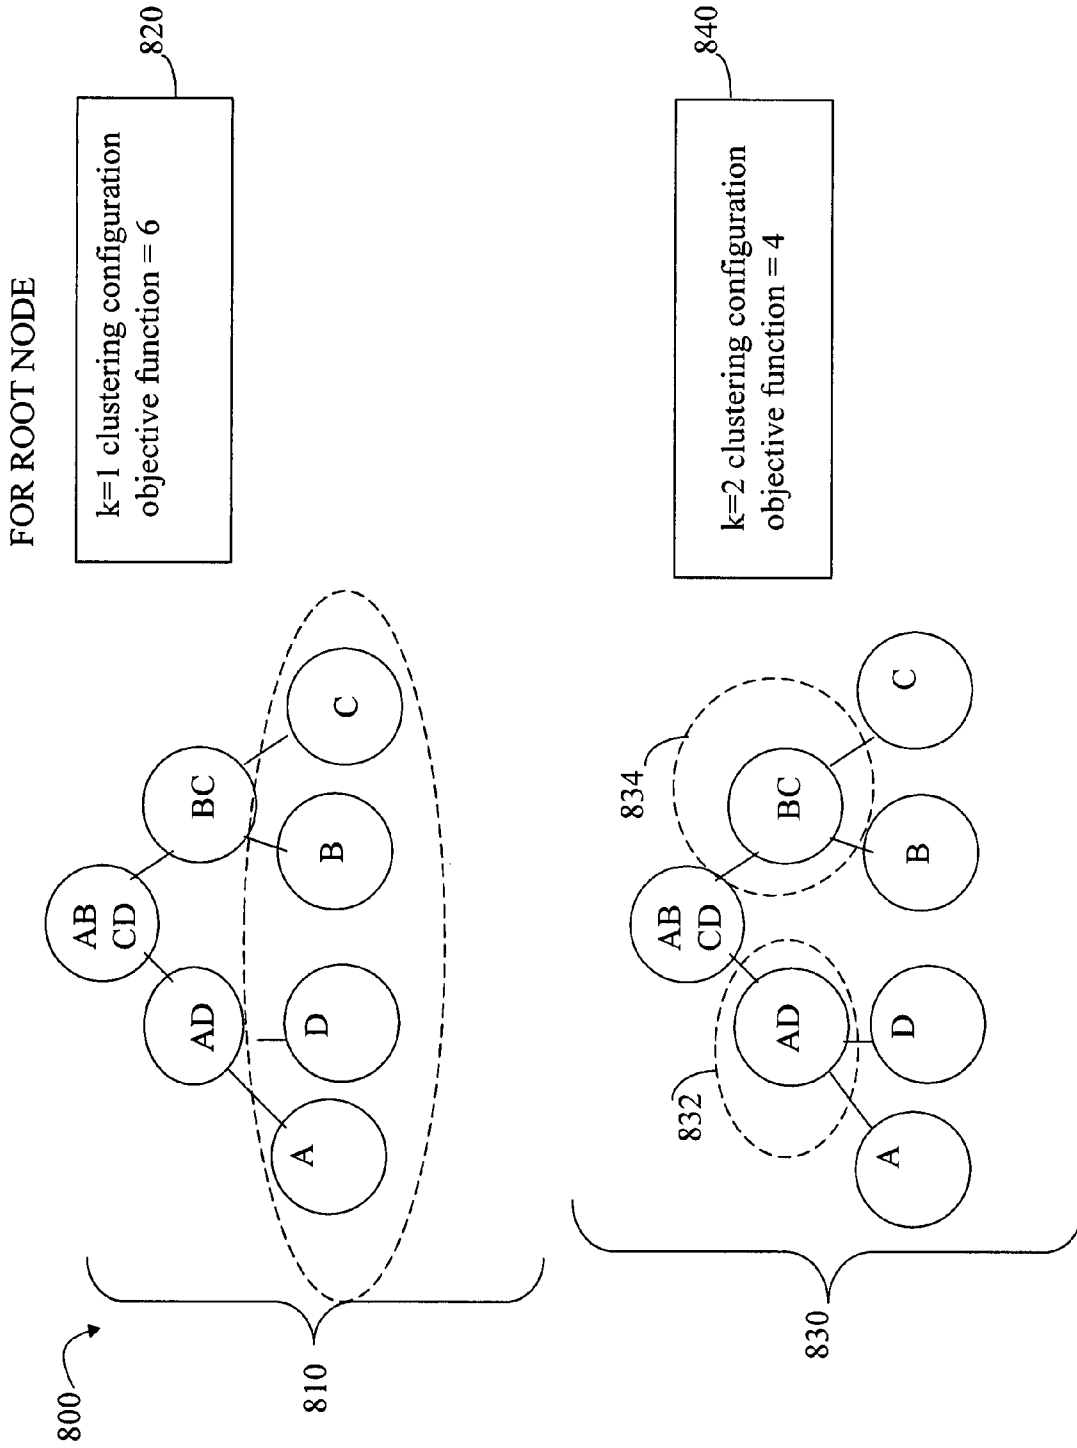 FOR ROOT NODE
800
810
AB
CD
AD
BC
A
D
B
C
k=1 clustering configuration
objective function = 6
820
830
832
834
AB
CD
AD
BC
A
D
B
C
k=2 clustering configuration
objective function = 4
840